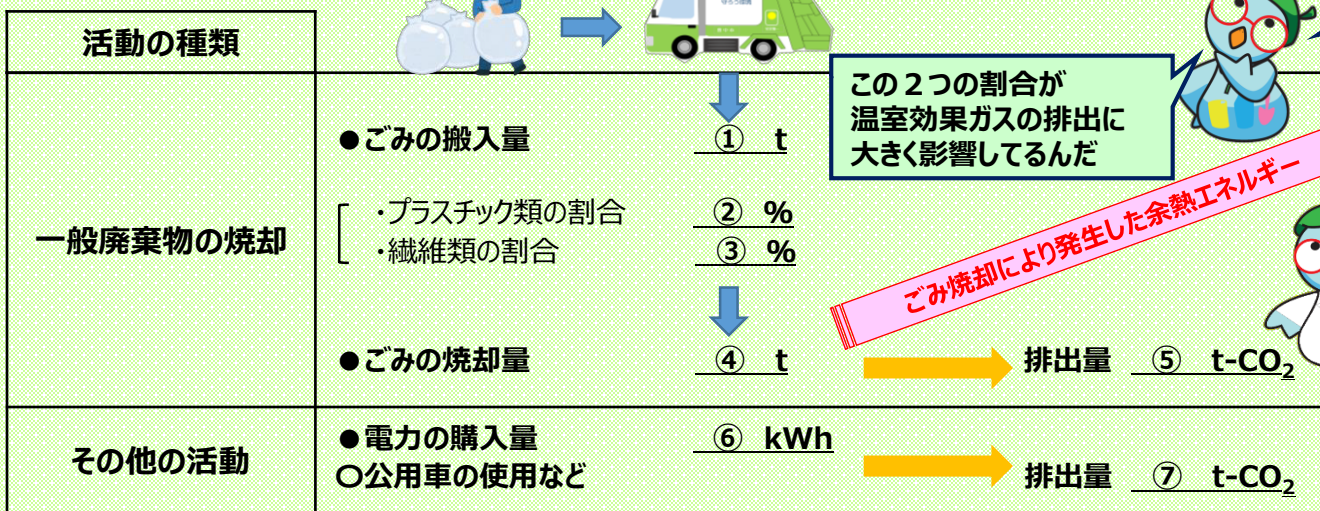 活動の種類
この２つの割合が
温室効果ガスの排出に
大きく影響してるんだ
一般廃棄物の焼却
●ごみの搬入量 ① t
・プラスチック類の割合 ② %
・繊維類の割合 ③ %
ごみ焼却により発生した余熱エネルギー
●ごみの焼却量 ④ t 排出量 ⑤ t-CO₂
その他の活動
●電力の購入量 ⑥ kWh
〇公用車の使用など 排出量 ⑦ t-CO₂